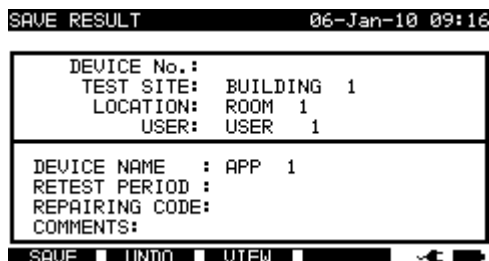 SAVE RESULT 06-Jan-10 09:16
DEVICE No.:
TEST SITE: BUILDING 1
LOCATION: ROOM 1
USER: USER 1
DEVICE NAME : APP 1
RETEST PERIOD :
REPAIRING CODE:
COMMENTS:
SAVE UNDO VIEW